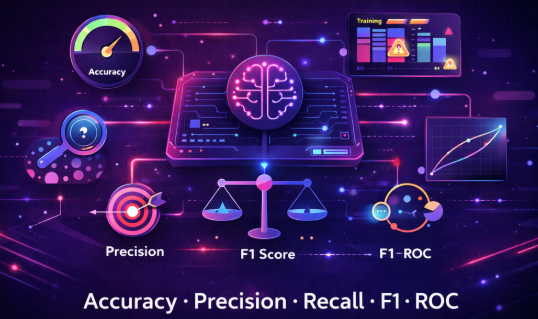 Training
Accuracy
?
Precision
F1 Score
F1-ROC
Accuracy · Precision · Recall · F1 · ROC